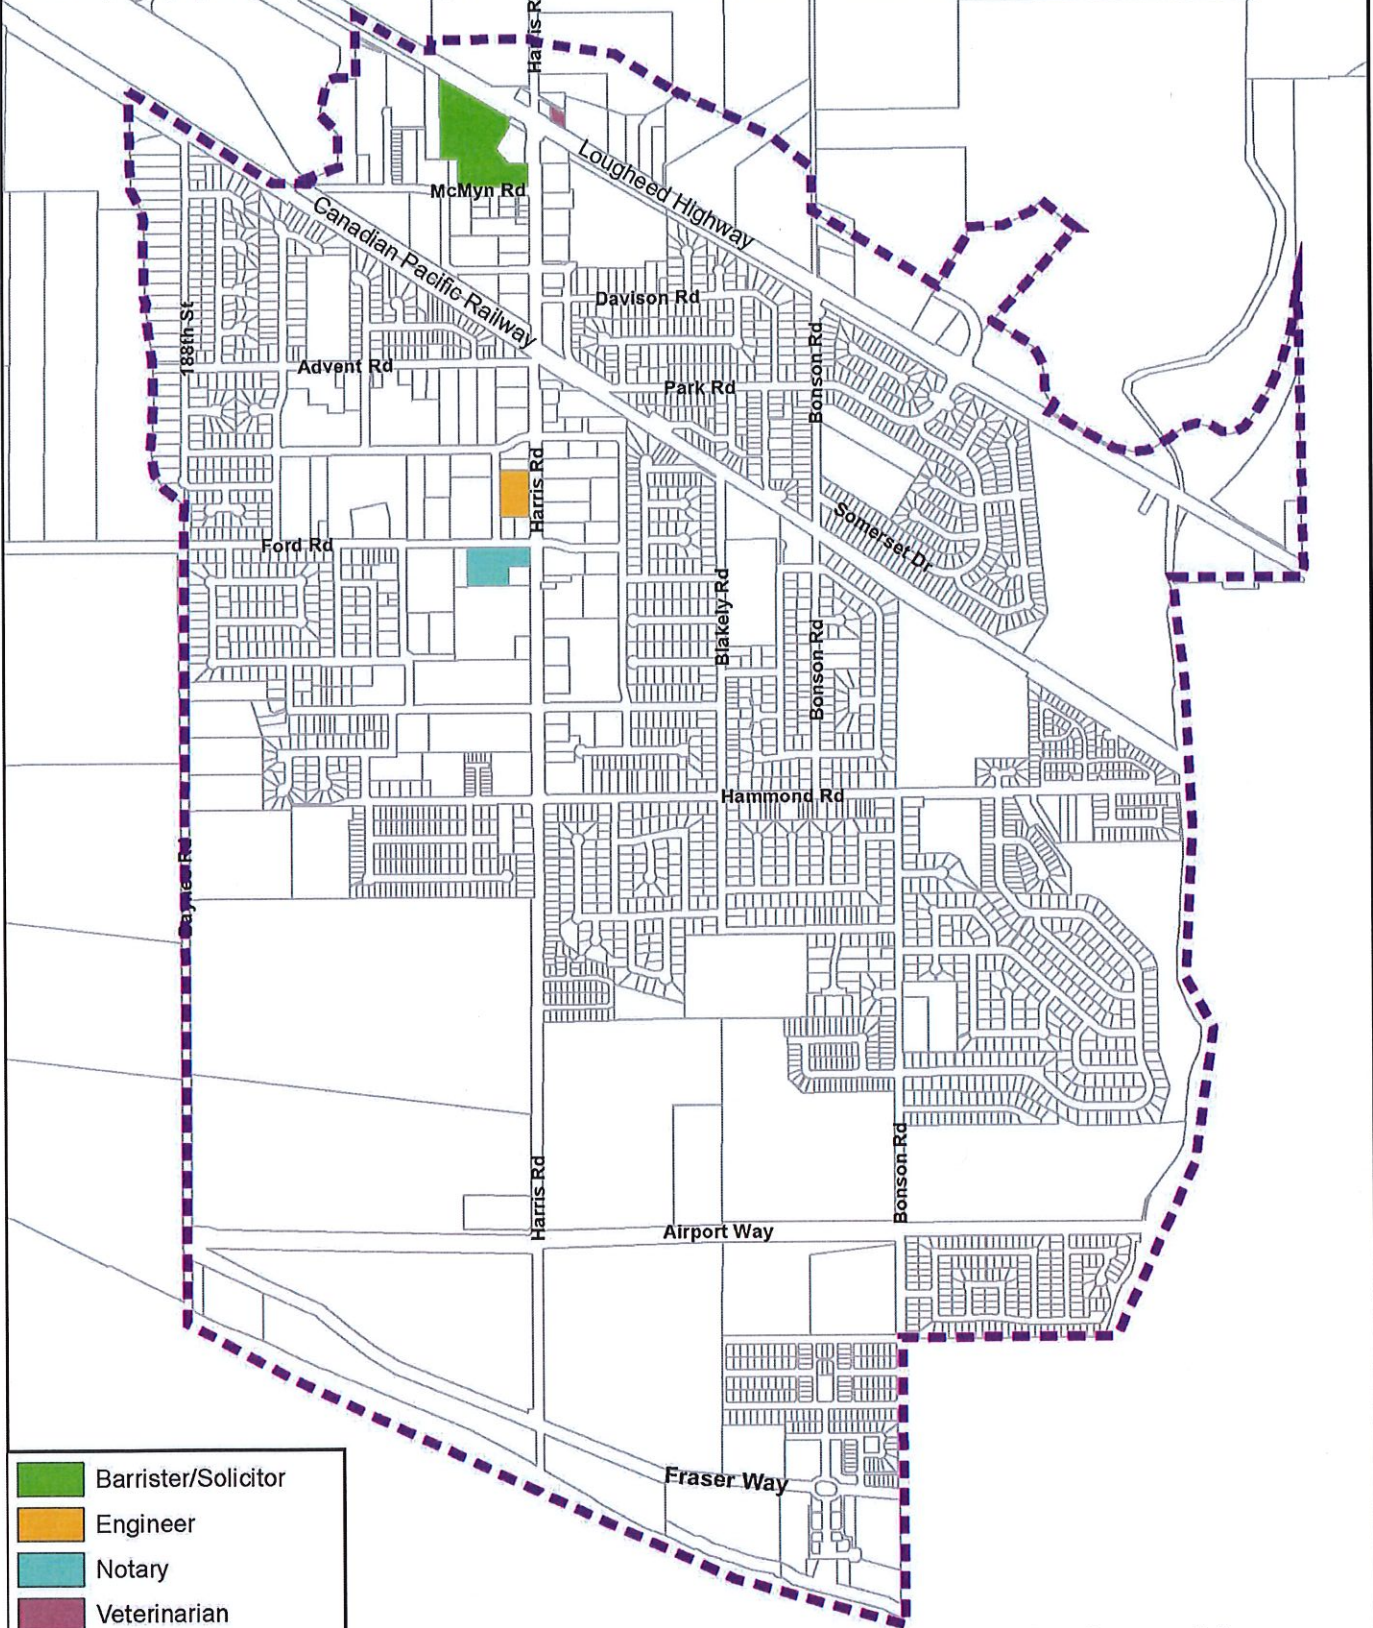 Harris R
Lougheed Highway
McMyn Rd
Canadian Pacific Railway
Davison Rd
188th St
Advent Rd
Park Rd
Bonson Rd
Harris Rd
Somerset Dr
Ford Rd
Blakely Rd
Bonson Rd
Hammond Rd
Baynes Rd
Bonson Rd
Harris Rd
Airport Way
Fraser Way
Barrister/Solicitor
Engineer
Notary
Veterinarian